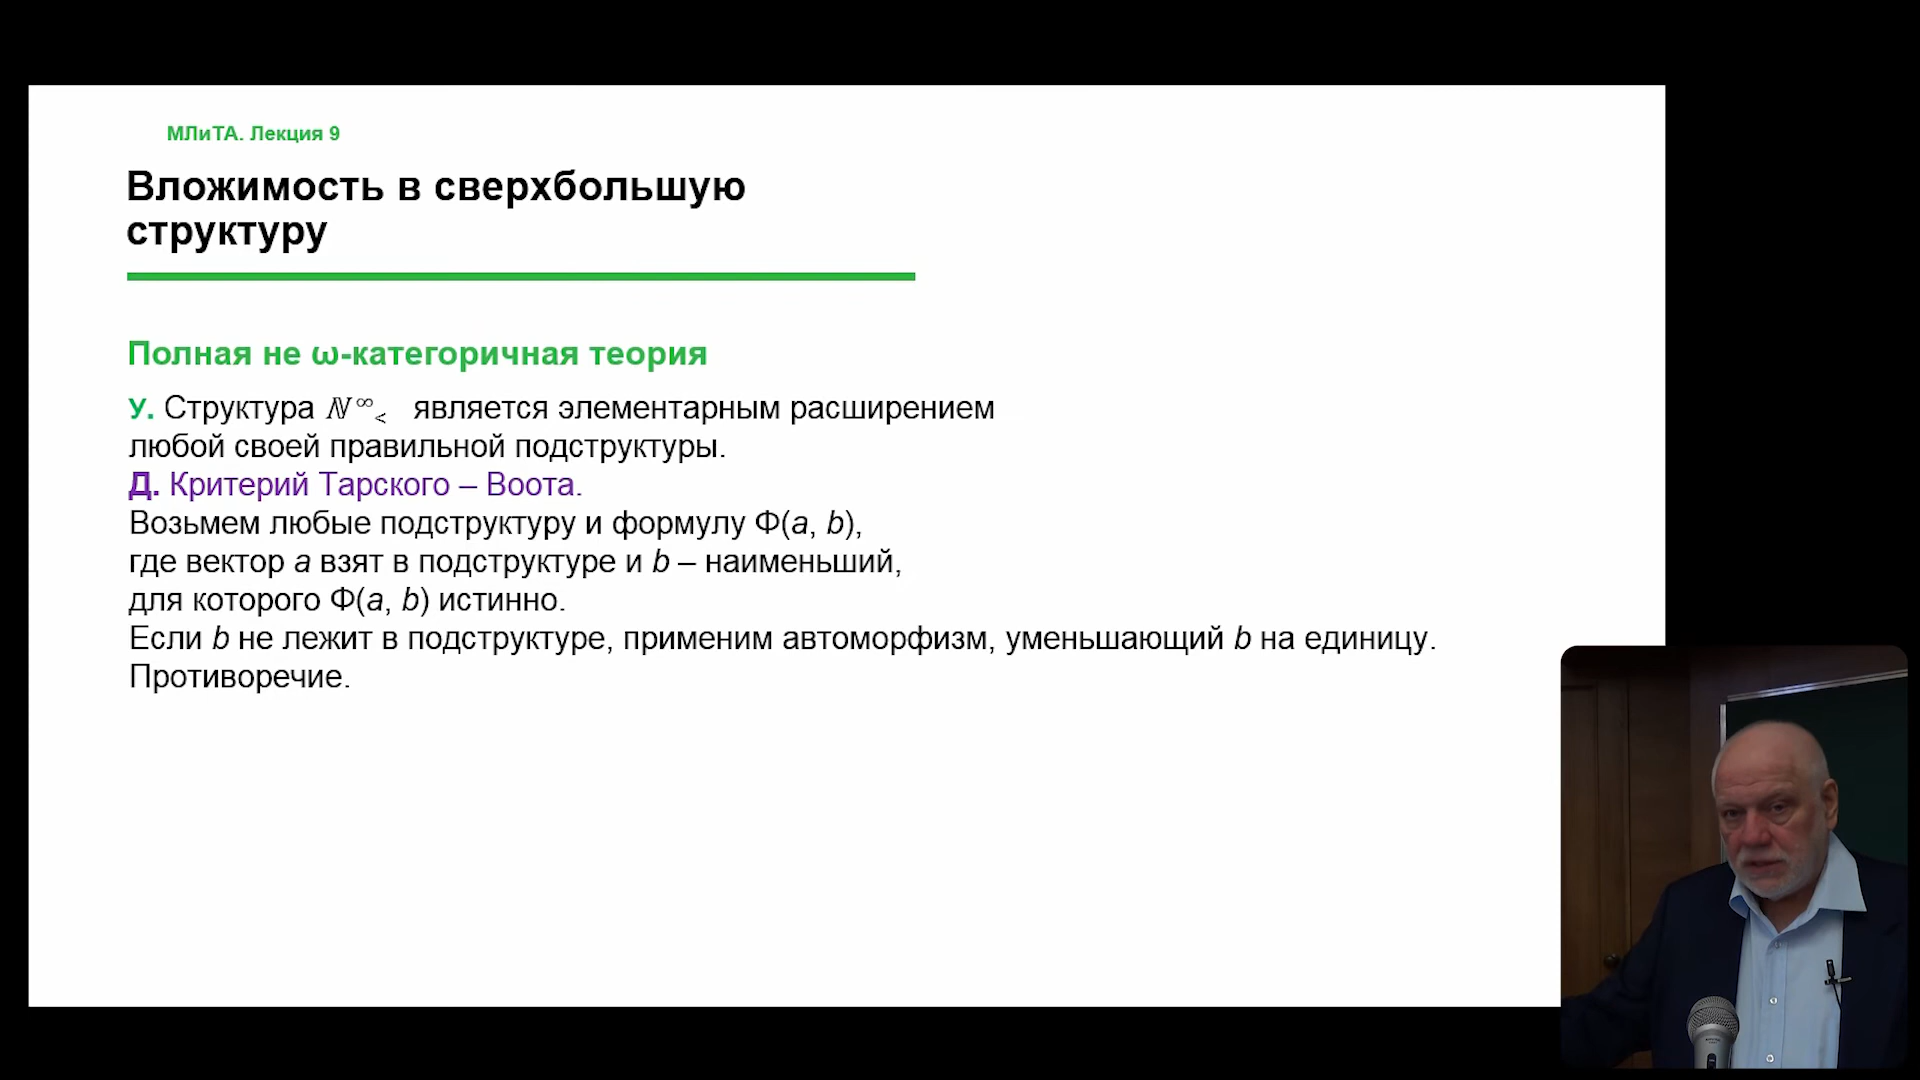 МЛиТА. Лекция 9
Вложимость в сверхбольшую
структуру
Полная не ω-категоричная теория
У. Структура ℕ∞< является элементарным расширением
любой своей правильной подструктуры.
Д. Критерий Тарского – Воота.
Возьмем любые подструктуру и формулу Φ(a, b),
где вектор a взят в подструктуре и b – наименьший,
для которого Φ(a, b) истинно.
Если b не лежит в подструктуре, применим автоморфизм, уменьшающий b на единицу.
Противоречие.